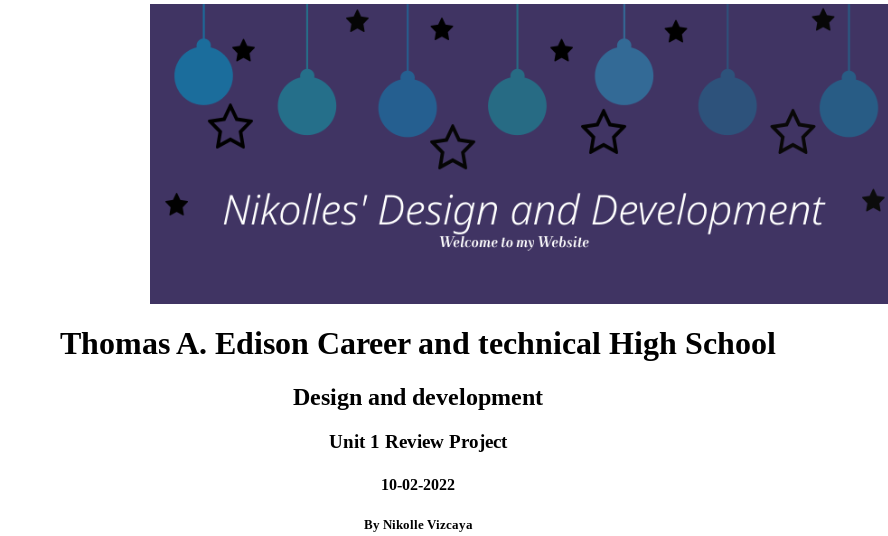 Nikolles' Design and Development
Welcome to my Website
Thomas A. Edison Career and technical High School
Design and development
Unit 1 Review Project
10-02-2022
By Nikolle Vizcaya